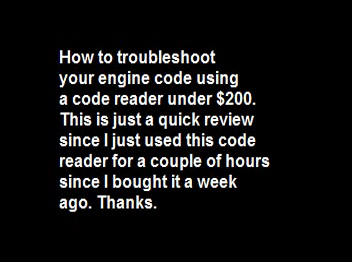 How to troubleshoot
your engine code using
a code reader under $200.
This is just a quick review
since I just used this code
reader for a couple of hours
since I bought it a week
ago. Thanks.